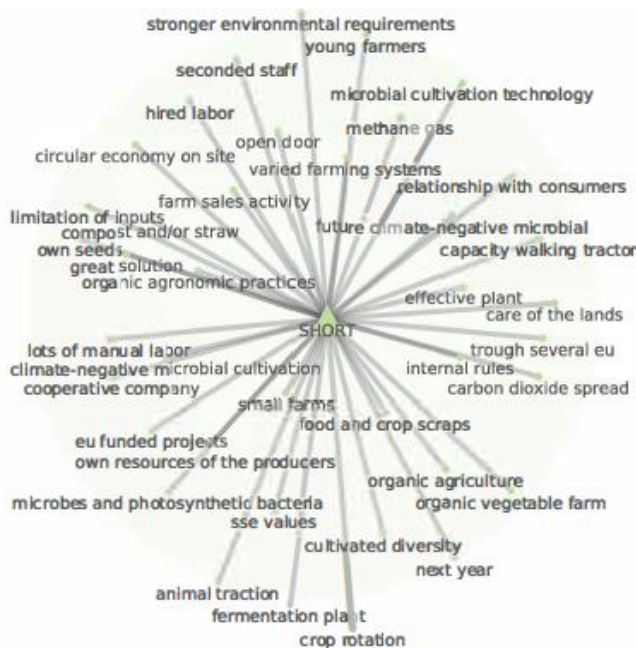 stronger environmental requirements
young farmers
seconded staff
microbial cultivation technology
hired labor
methane gas
open door
circular economy on site
varied farming systems
relationship with consumers
farm sales activity
limitation of inputs
future climate-negative microbial
compost and/or straw
own seeds
capacity walking tractor
great solution
organic agronomic practices
effective plant
care of the lands
SHORT
lots of manual labor
trough several eu
climate-negative microbial cultivation
internal rules
cooperative company
carbon dioxide spread
small farms
food and crop scraps
eu funded projects
own resources of the producers
organic agriculture
microbes and photosynthetic bacteria
organic vegetable farm
sse values
cultivated diversity
next year
animal traction
fermentation plant
crop rotation